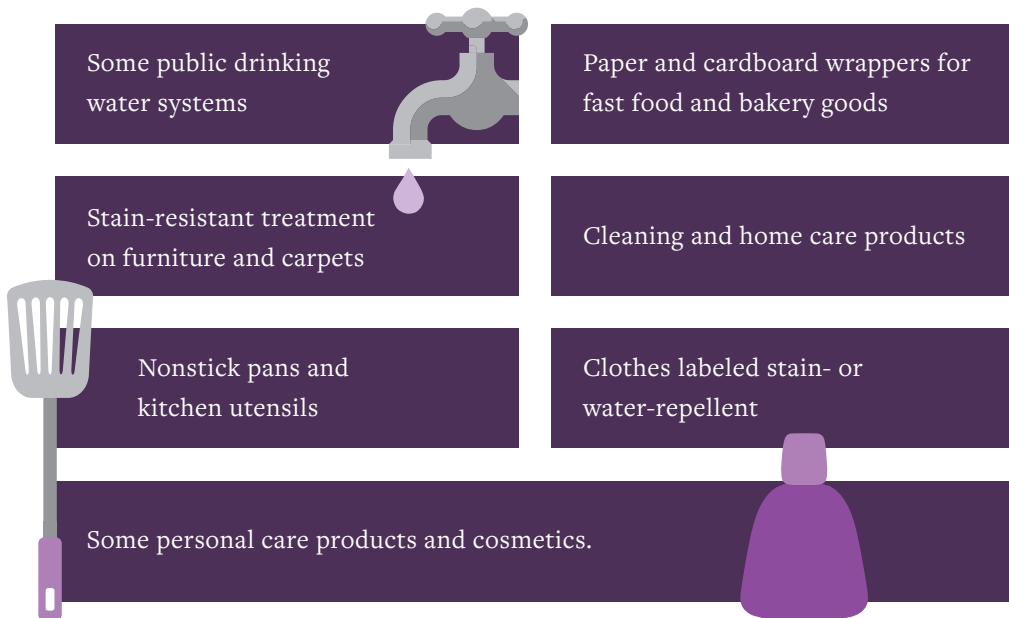 Some public drinking
water systems
Paper and cardboard wrappers for
fast food and bakery goods
Stain-resistant treatment
on furniture and carpets
Cleaning and home care products
Nonstick pans and
kitchen utensils
Clothes labeled stain- or
water-repellent
Some personal care products and cosmetics.